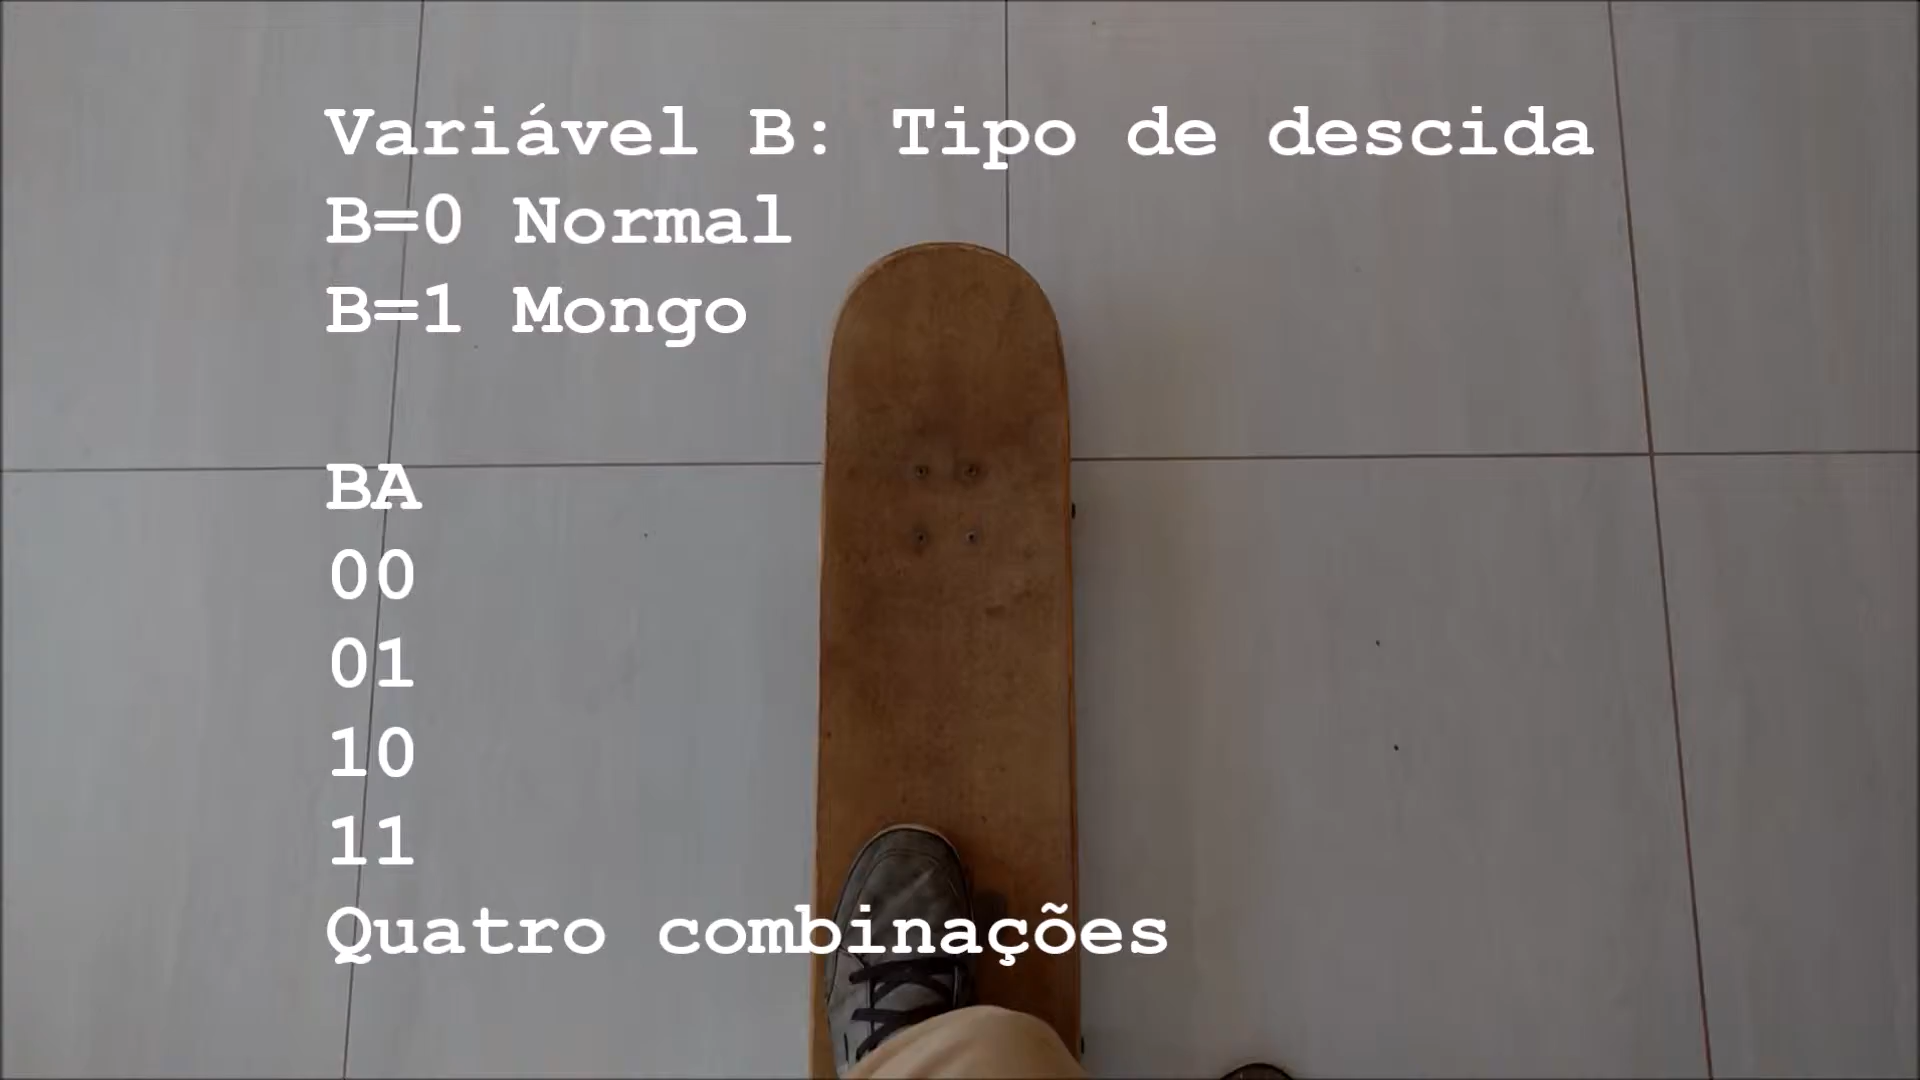 Variável B: Tipo de descida
B=0 Normal
B=1 Mongo
BA
00
01
10
11
Quatro combinações